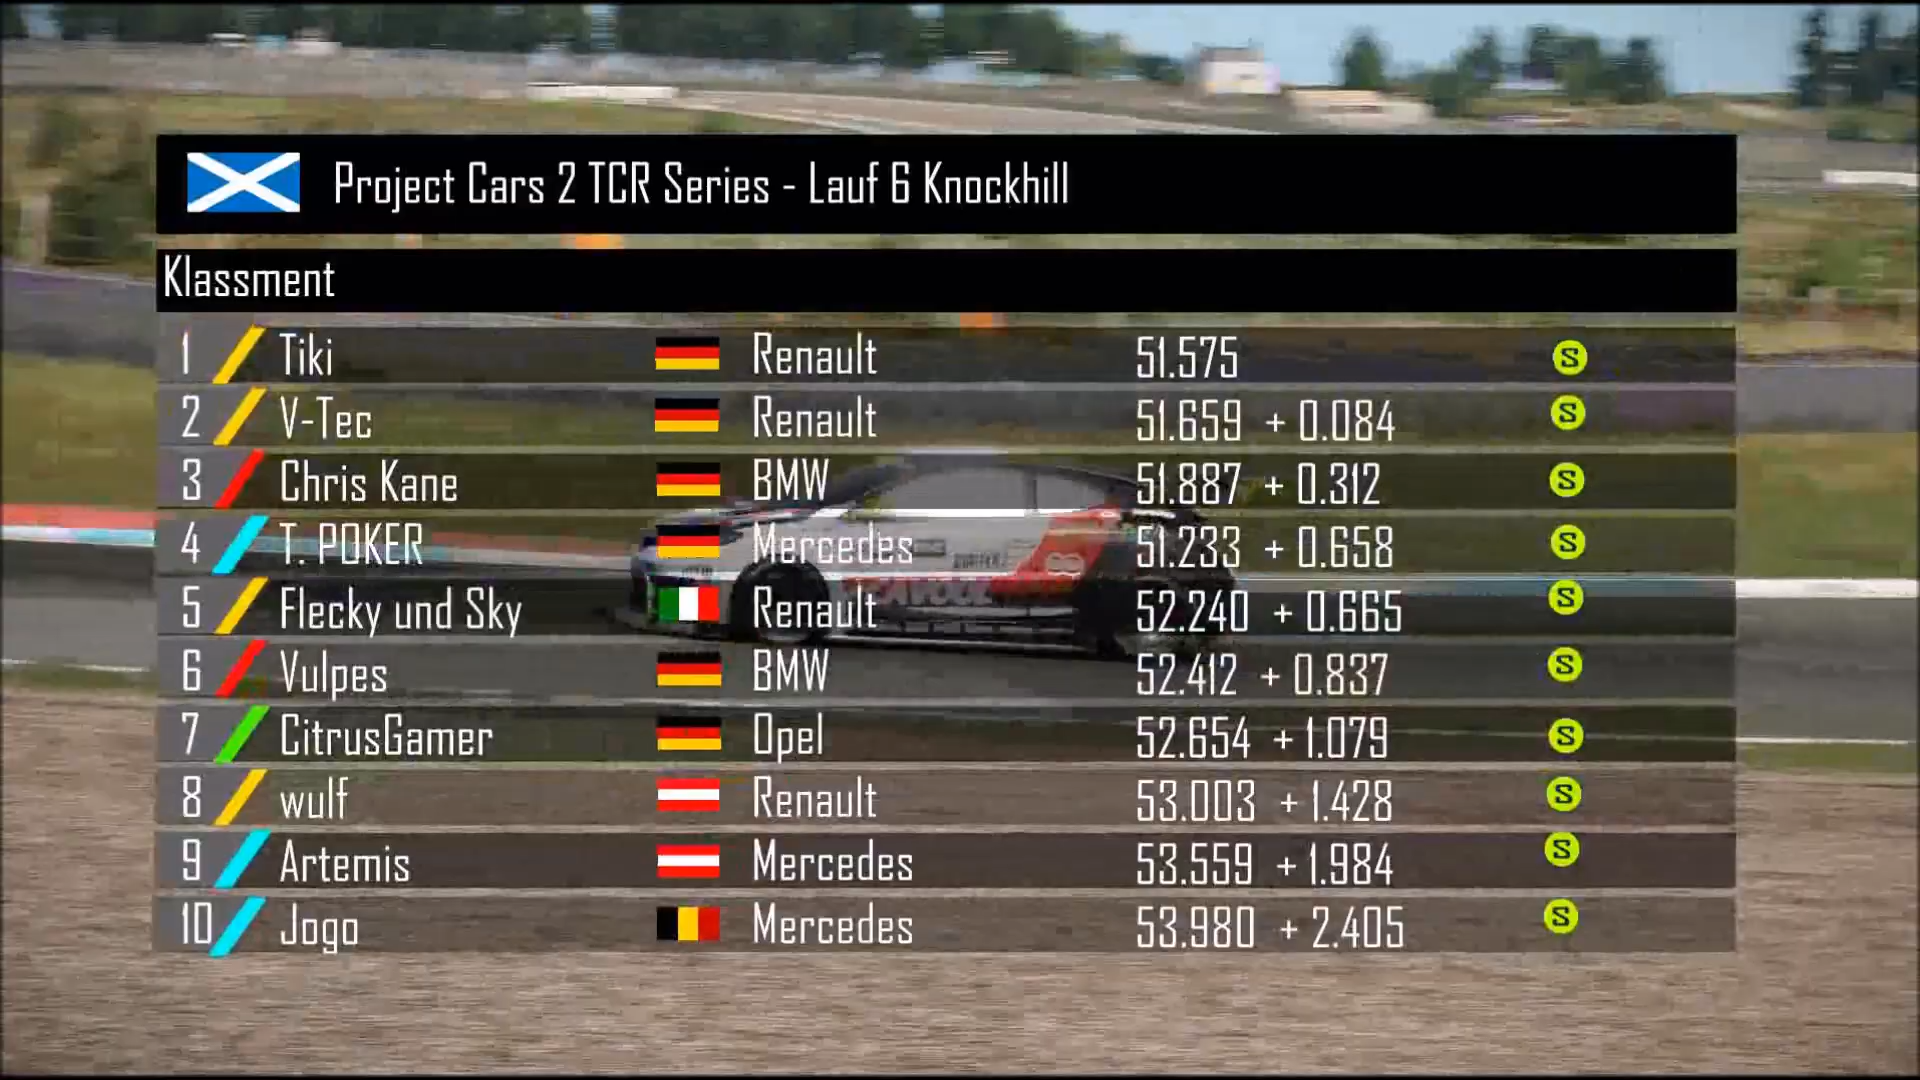 Project Cars 2 TCR Series - Lauf 6 Knockhill
Klassment
1 Tiki Renault 51.575 S
2 V-Tec Renault 51.659 + 0.084 S
3 Chris Kane BMW 51.887 + 0.312 S
4 T. POKER Mercedes 51.233 + 0.658 S
5 Flecky und Sky Renault 52.240 + 0.665 S
6 Vulpes BMW 52.412 + 0.837 S
7 CitrusGamer Opel 52.654 + 1.079 S
8 wulf Renault 53.003 + 1.428 S
9 Artemis Mercedes 53.559 + 1.984 S
10 Jogo Mercedes 53.980 + 2.405 S